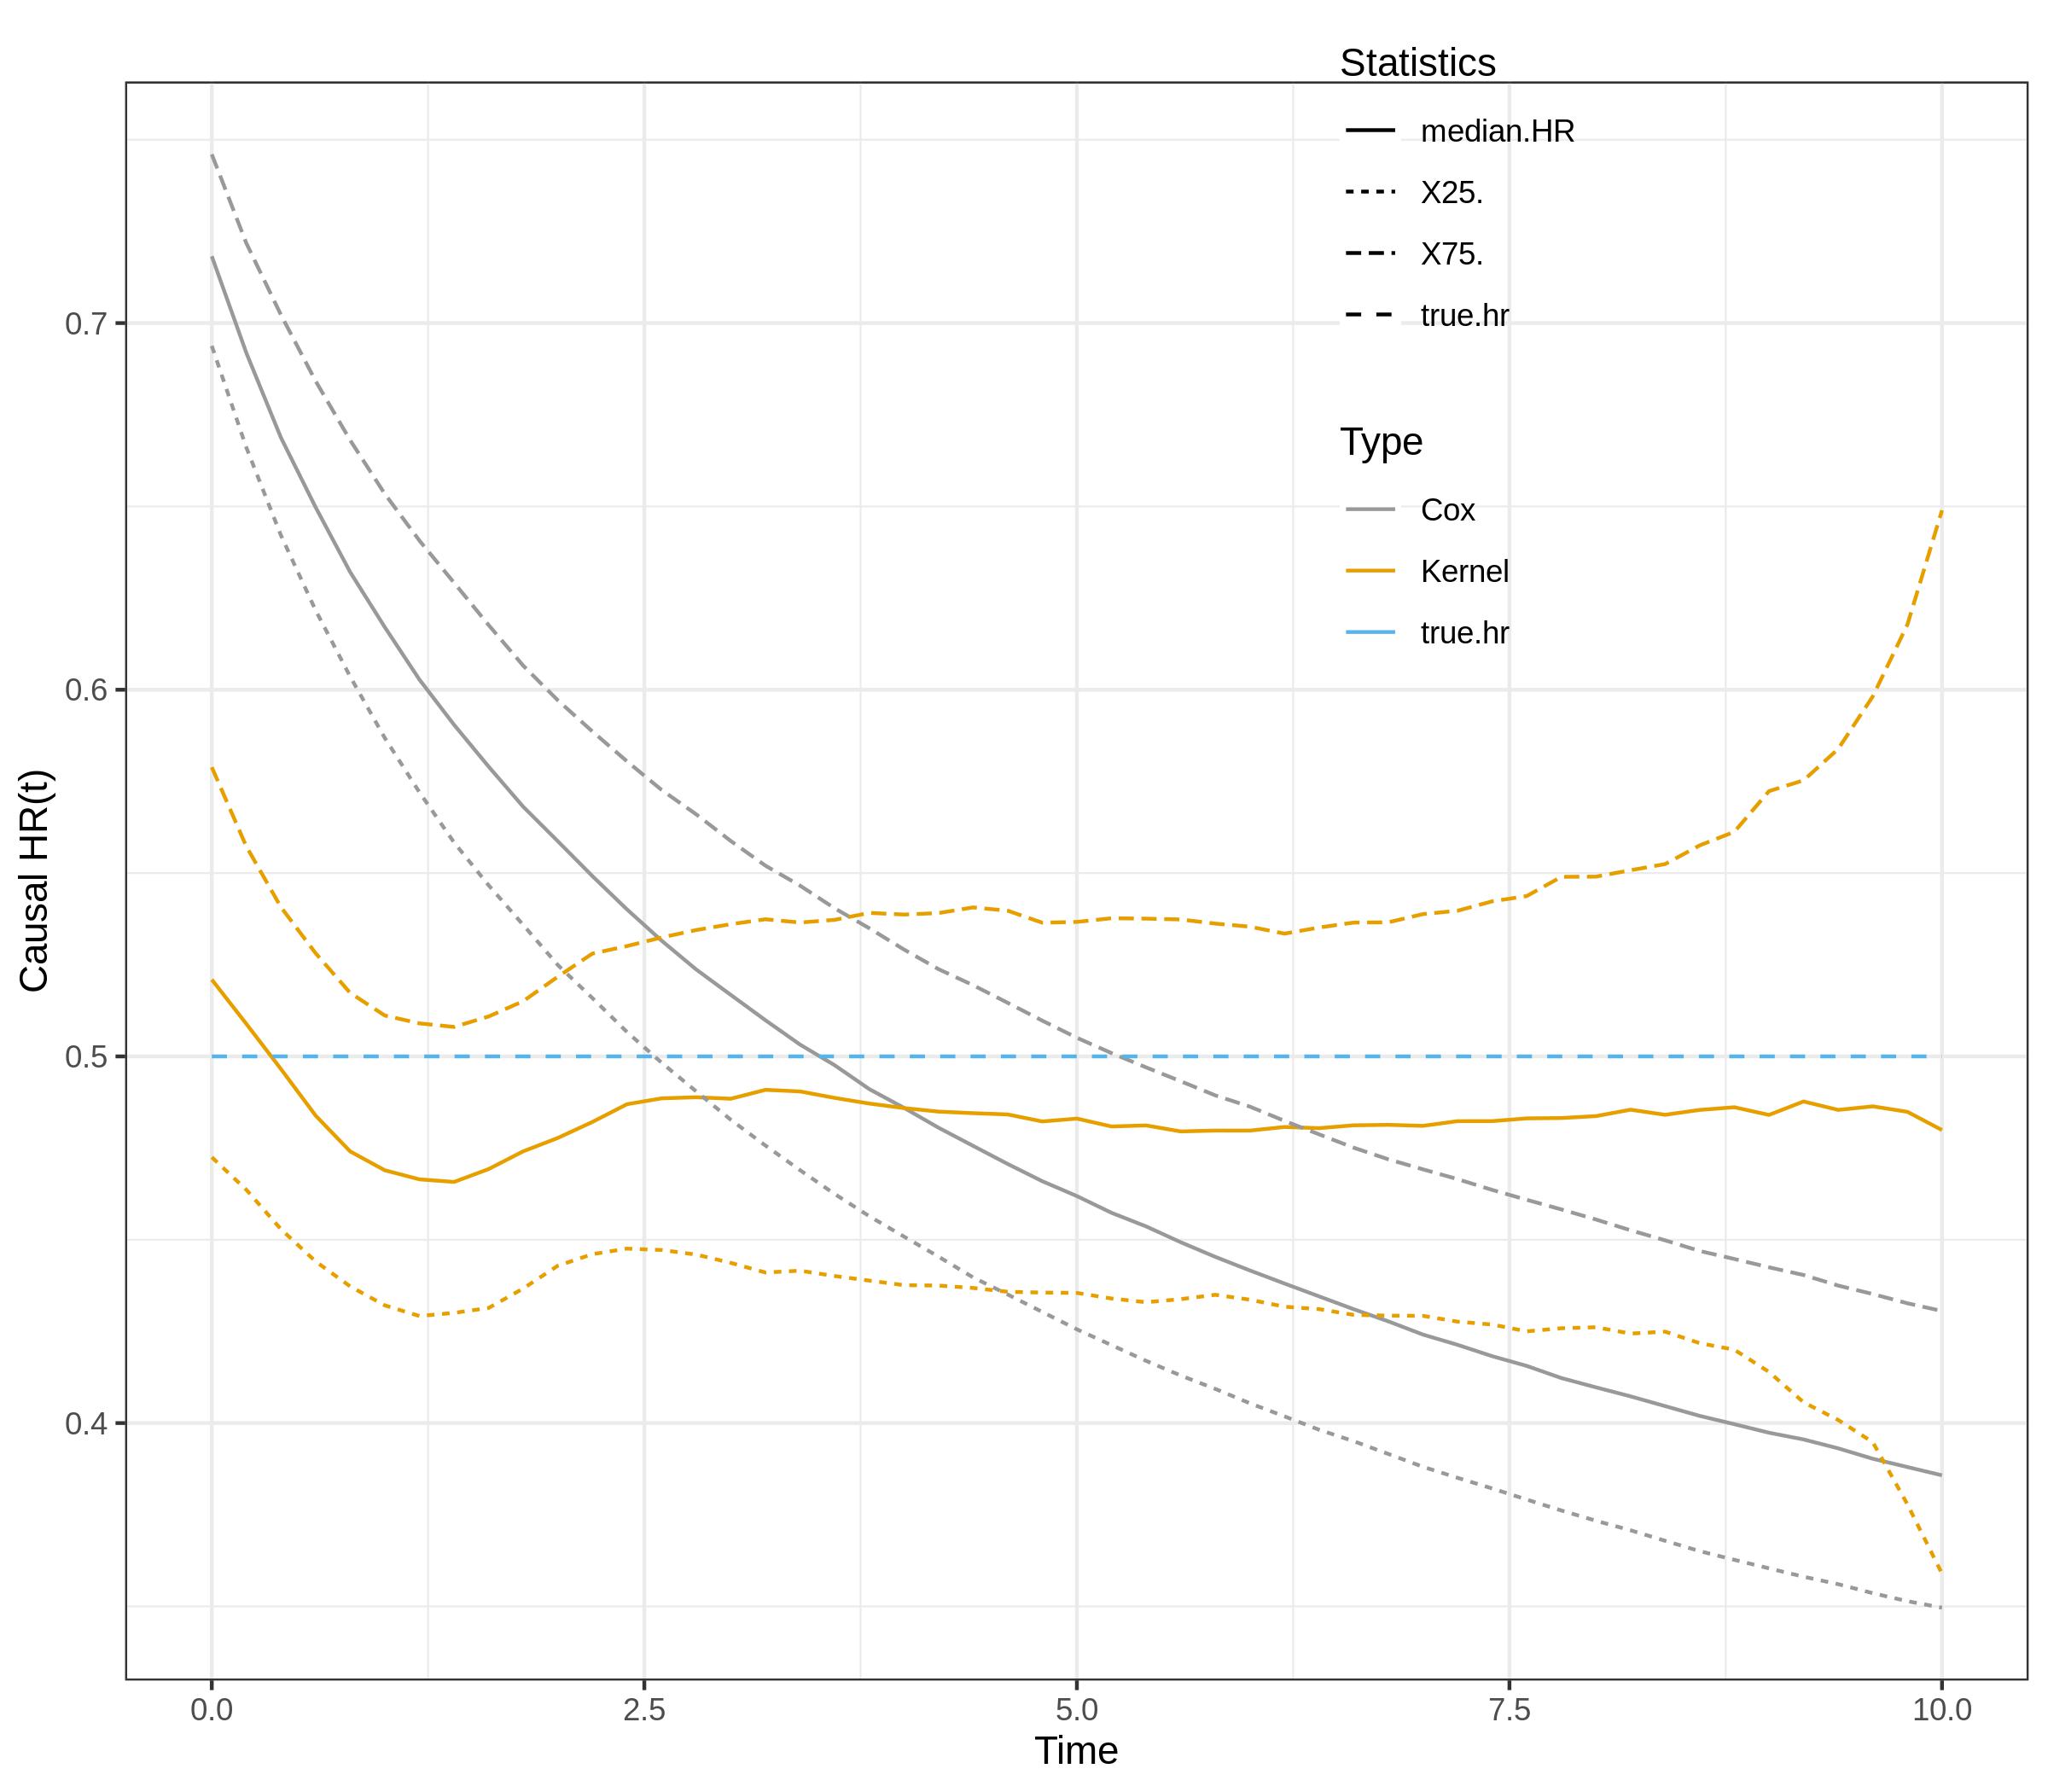 Statistics
median.HR
X25.
X75.
true.hr
Type
Cox
Kernel
true.hr
Causal HR(t)
0.7
0.6
0.5
0.4
0.0 2.5 5.0 7.5 10.0
Time